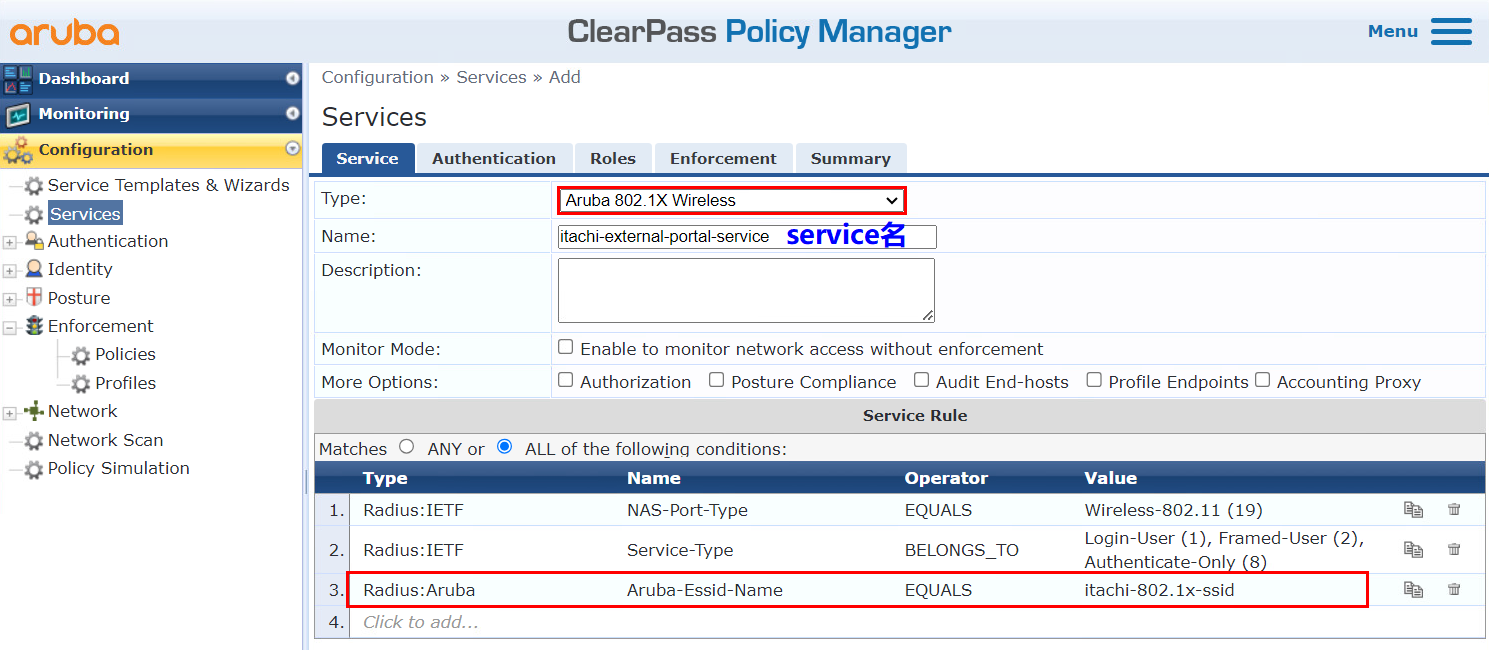 aruba
ClearPass Policy Manager
Menu
Dashboard
Monitoring
Configuration
Service Templates & Wizards
Services
Authentication
Identity
Posture
Enforcement
Policies
Profiles
Network
Network Scan
Policy Simulation
Configuration » Services » Add
Services
Service Authentication Roles Enforcement Summary
Type: Aruba 802.1X Wireless
Name: itachi-external-portal-service service名
Description:
Monitor Mode: Enable to monitor network access without enforcement
More Options: Authorization Posture Compliance Audit End-hosts Profile Endpoints Accounting Proxy
Service Rule
Matches ANY or ALL of the following conditions:
Type Name Operator Value
1. Radius:IETF NAS-Port-Type EQUALS Wireless-802.11 (19)
2. Radius:IETF Service-Type BELONGS_TO Login-User (1), Framed-User (2),
Authenticate-Only (8)
3. Radius:Aruba Aruba-Essid-Name EQUALS itachi-802.1x-ssid
4. Click to add...